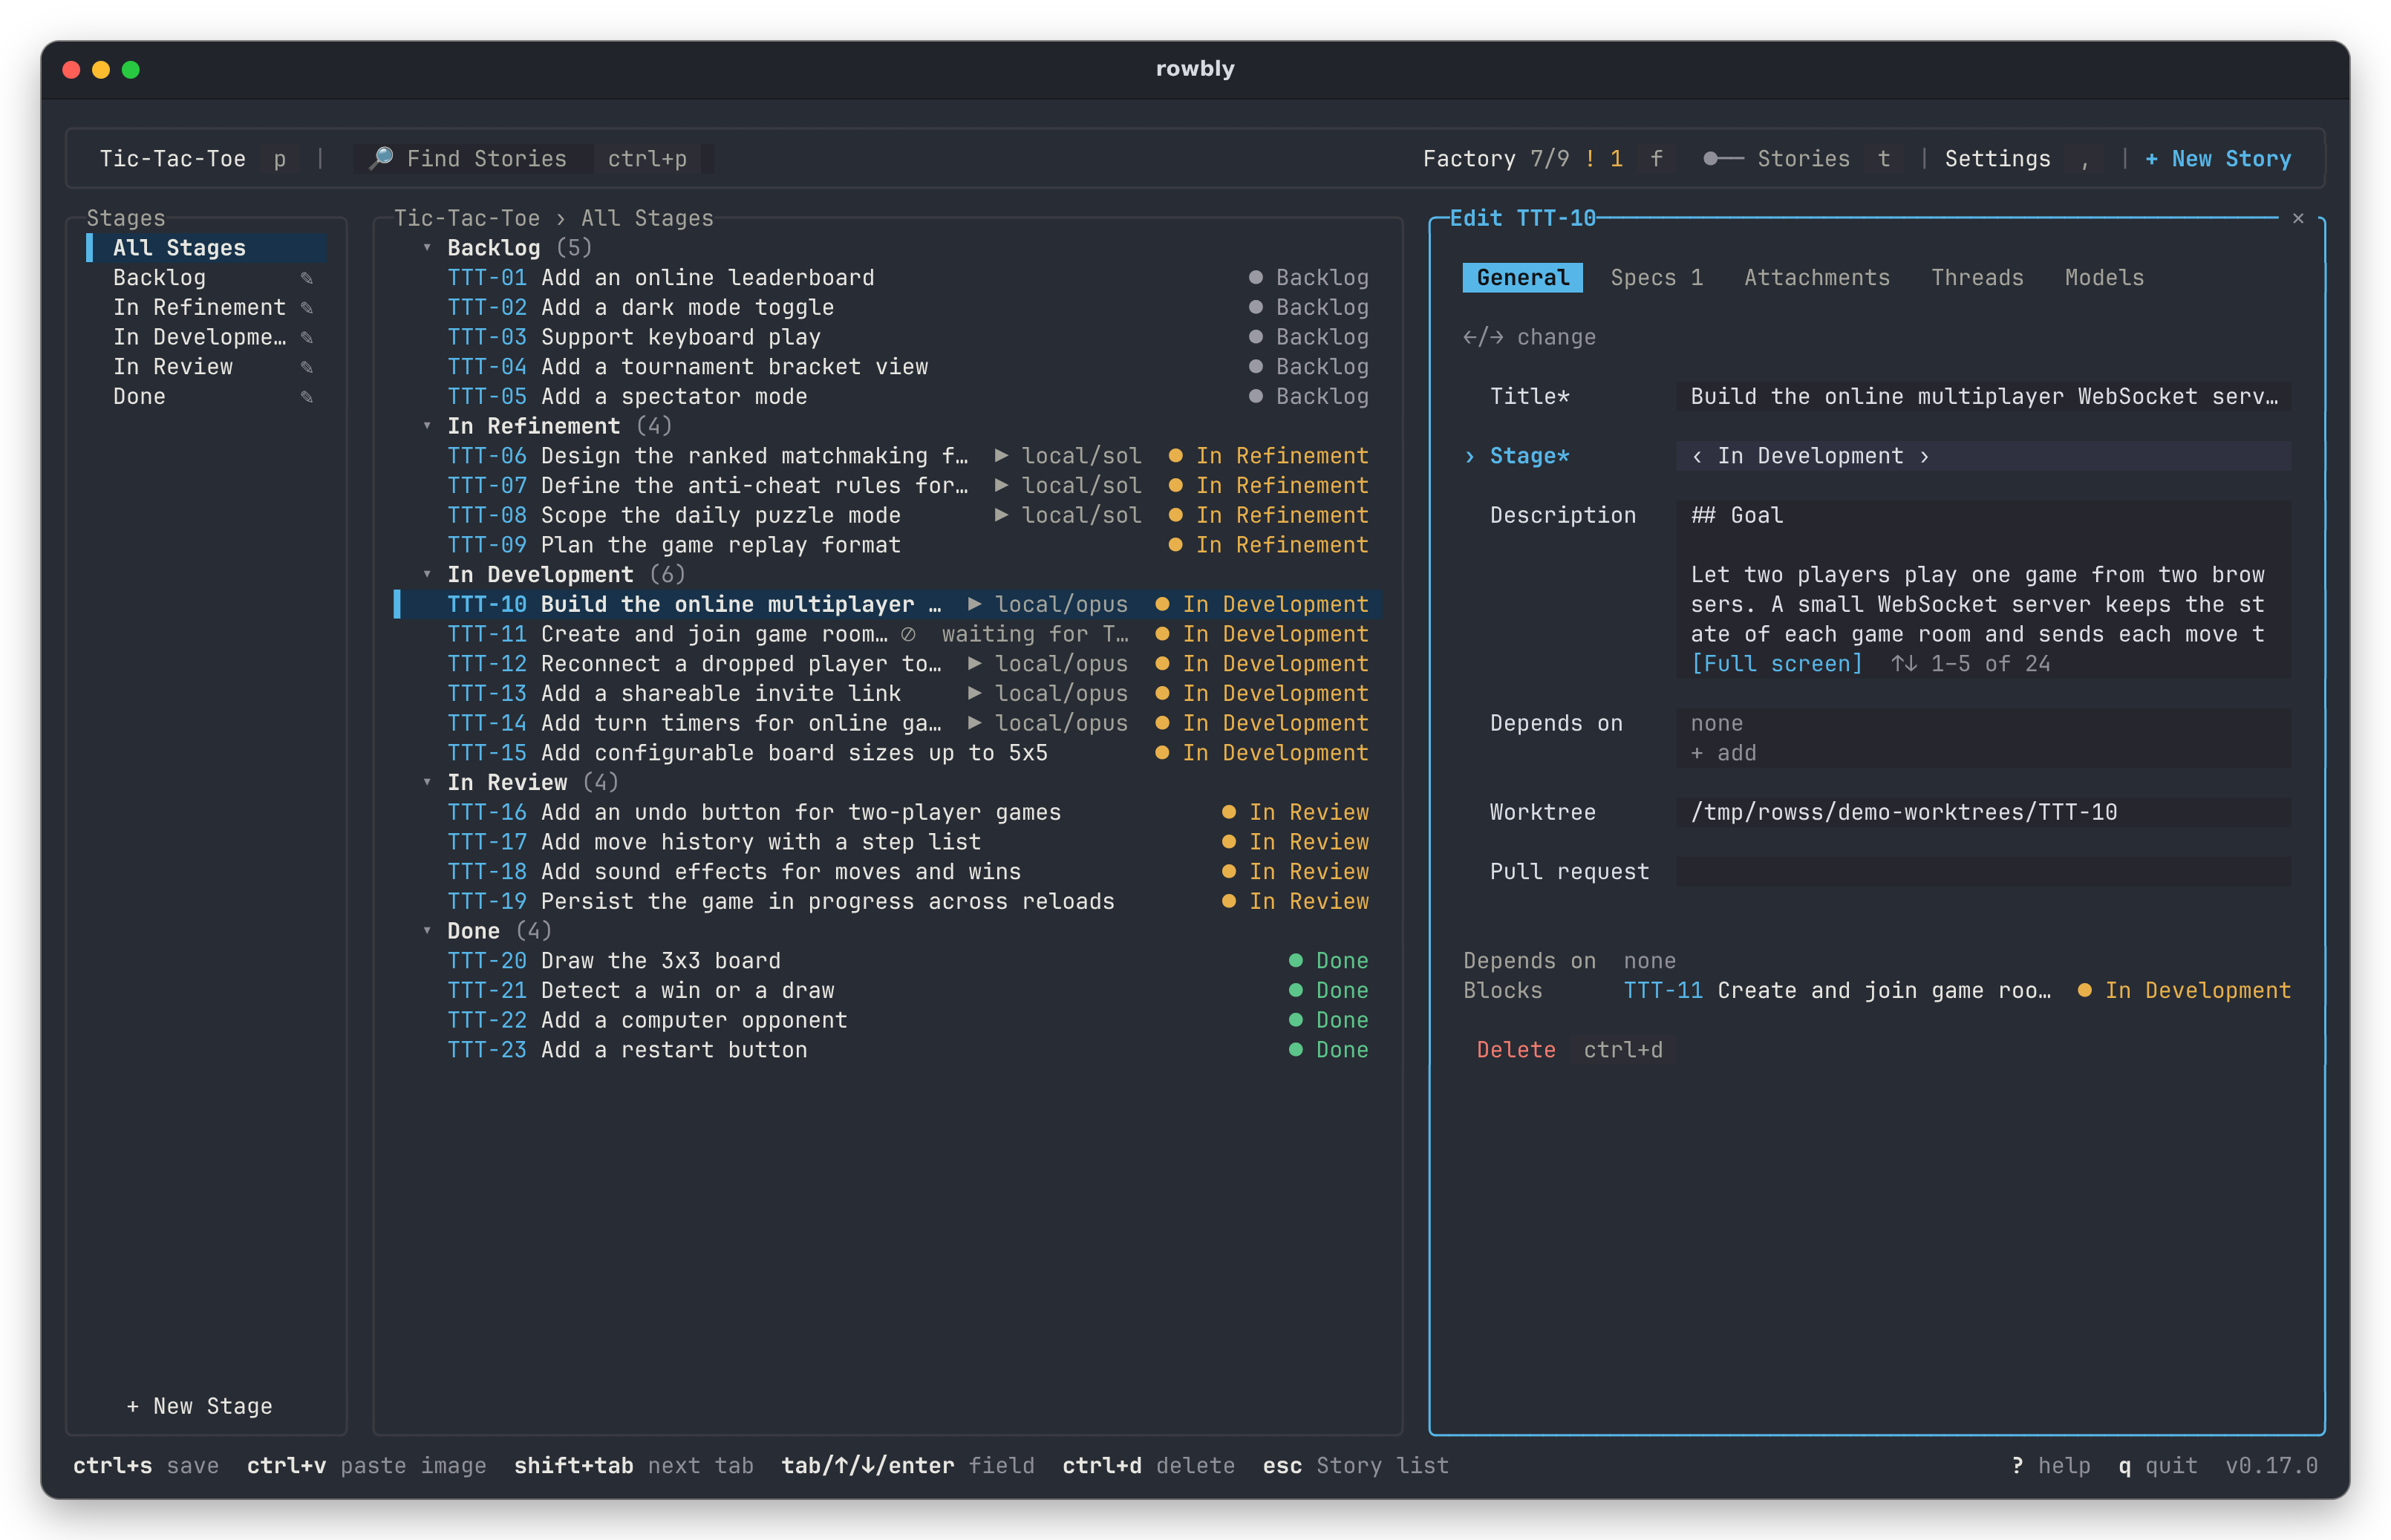 rowbly
Tic-Tac-Toe p | 🔎 Find Stories ctrl+p Factory 7/9 ! 1 f ●── Stories t | Settings , | + New Story
Stages
All Stages
Backlog ✎
In Refinement ✎
In Developme… ✎
In Review ✎
Done ✎
+ New Stage
Tic-Tac-Toe › All Stages
▾ Backlog (5)
TTT-01 Add an online leaderboard ● Backlog
TTT-02 Add a dark mode toggle ● Backlog
TTT-03 Support keyboard play ● Backlog
TTT-04 Add a tournament bracket view ● Backlog
TTT-05 Add a spectator mode ● Backlog
▾ In Refinement (4)
TTT-06 Design the ranked matchmaking f… ▶ local/sol ● In Refinement
TTT-07 Define the anti-cheat rules for… ▶ local/sol ● In Refinement
TTT-08 Scope the daily puzzle mode ▶ local/sol ● In Refinement
TTT-09 Plan the game replay format ● In Refinement
▾ In Development (6)
TTT-10 Build the online multiplayer … ▶ local/opus ● In Development
TTT-11 Create and join game room… ⊘ waiting for T… ● In Development
TTT-12 Reconnect a dropped player to… ▶ local/opus ● In Development
TTT-13 Add a shareable invite link ▶ local/opus ● In Development
TTT-14 Add turn timers for online ga… ▶ local/opus ● In Development
TTT-15 Add configurable board sizes up to 5x5 ● In Development
▾ In Review (4)
TTT-16 Add an undo button for two-player games ● In Review
TTT-17 Add move history with a step list ● In Review
TTT-18 Add sound effects for moves and wins ● In Review
TTT-19 Persist the game in progress across reloads ● In Review
▾ Done (4)
TTT-20 Draw the 3x3 board ● Done
TTT-21 Detect a win or a draw ● Done
TTT-22 Add a computer opponent ● Done
TTT-23 Add a restart button ● Done
Edit TTT-10 ×
General Specs 1 Attachments Threads Models
←/→ change
Title* Build the online multiplayer WebSocket serv…
› Stage* ‹ In Development ›
Description ## Goal
Let two players play one game from two brow
sers. A small WebSocket server keeps the st
ate of each game room and sends each move t
[Full screen] ↑↓ 1–5 of 24
Depends on none
+ add
Worktree /tmp/rowss/demo-worktrees/TTT-10
Pull request
Depends on none
Blocks TTT-11 Create and join game roo… ● In Development
Delete ctrl+d
ctrl+s save ctrl+v paste image shift+tab next tab tab/↑/↓/enter field ctrl+d delete esc Story list ? help q quit v0.17.0